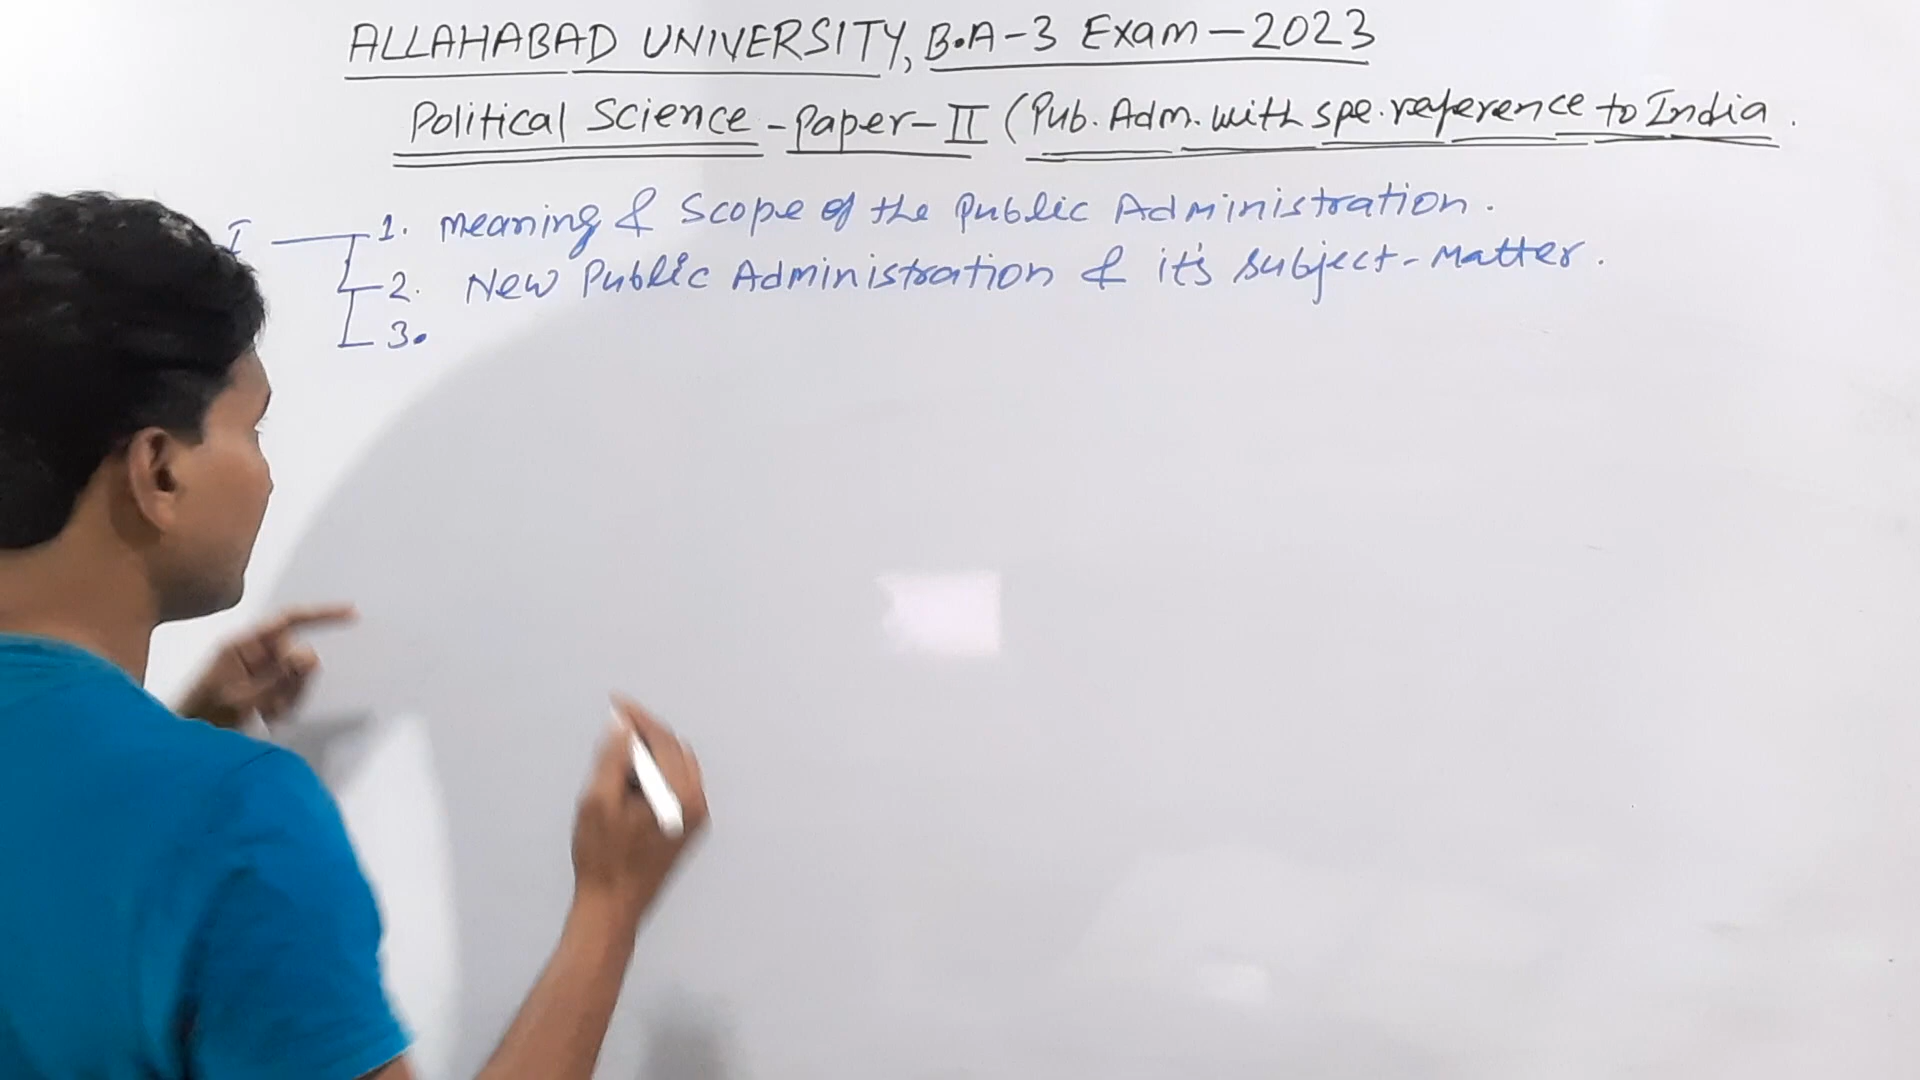 ALLAHABAD UNIVERSITY, B.A-3 Exam-2023
Political Science - Paper-II (Pub. Adm. with spe. reference to India.
I 1. Meaning & Scope of the Public Administration.
2. New Public Administration & it's subject-Matter.
3.